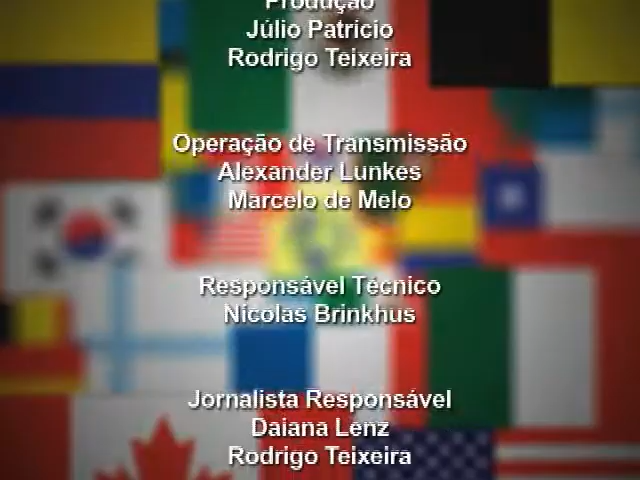 Produção
Júlio Patrício
Rodrigo Teixeira
Operação de Transmissão
Alexander Lunkes
Marcelo de Melo
Responsável Técnico
Nicolas Brinkhus
Jornalista Responsável
Daiana Lenz
Rodrigo Teixeira